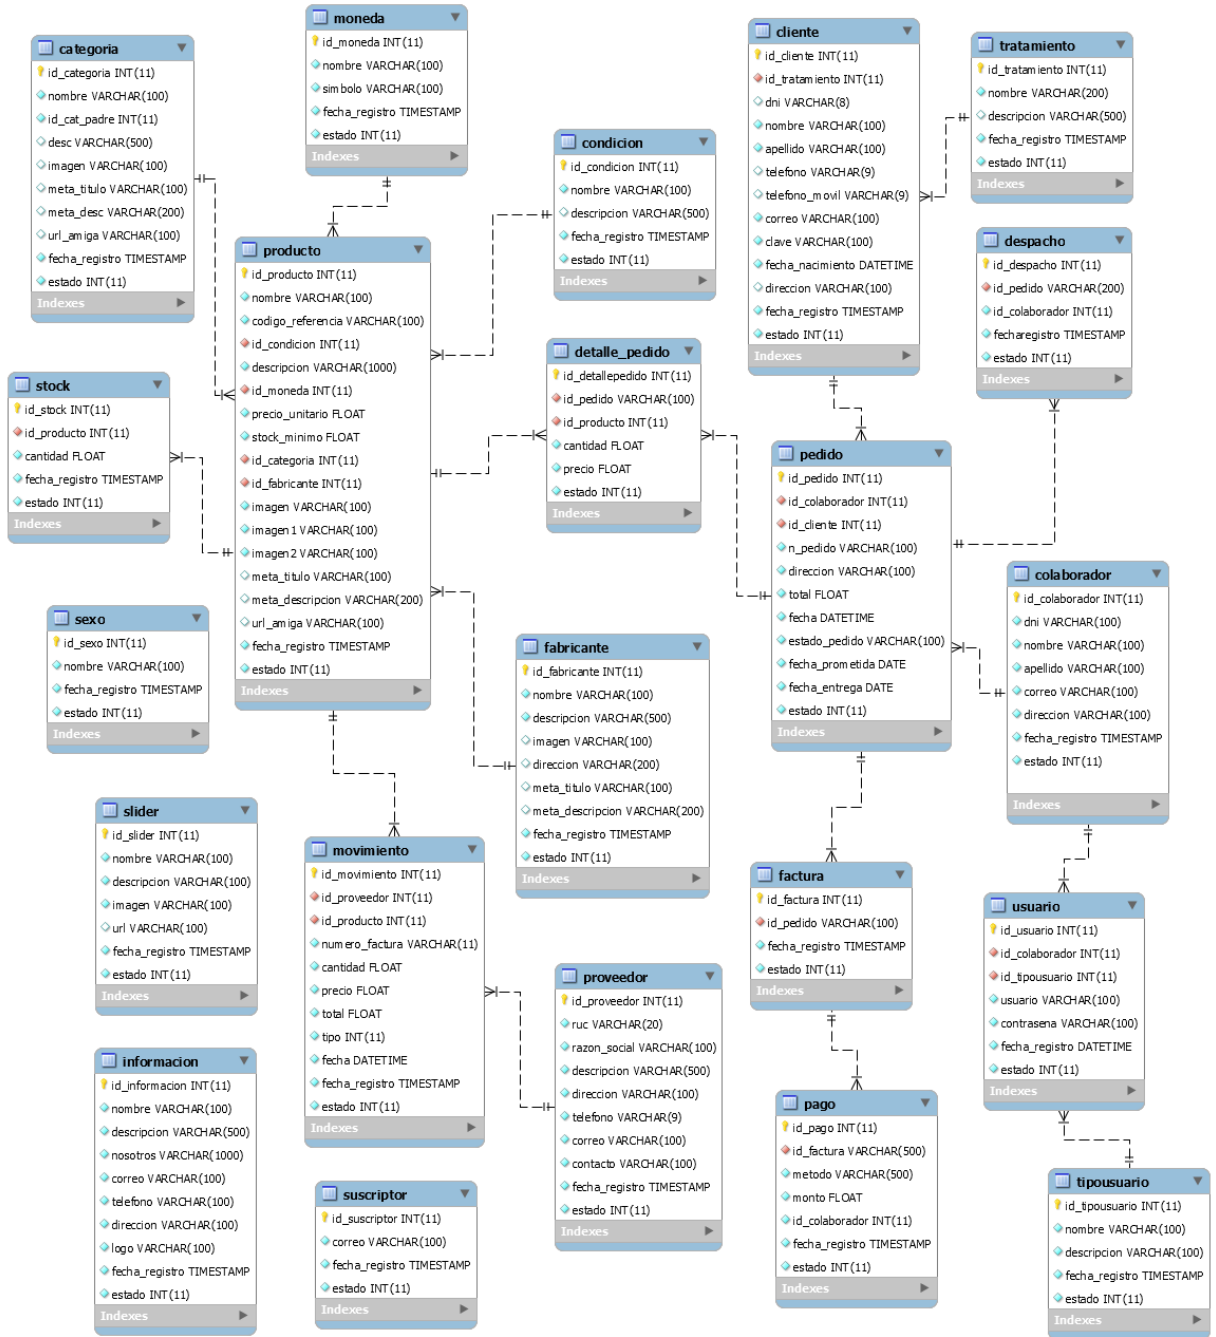 moneda
id_moneda INT(11)
nombre VARCHAR(100)
simbolo VARCHAR(100)
fecha_registro TIMESTAMP
estado INT(11)
Indexes
categoria
id_categoria INT(11)
nombre VARCHAR(100)
id_cat_padre INT(11)
desc VARCHAR(500)
imagen VARCHAR(100)
meta_titulo VARCHAR(100)
meta_desc VARCHAR(200)
url_amiga VARCHAR(100)
fecha_registro TIMESTAMP
estado INT(11)
Indexes
cliente
id_cliente INT(11)
id_tratamiento INT(11)
dni VARCHAR(8)
nombre VARCHAR(100)
apellido VARCHAR(100)
telefono VARCHAR(9)
telefono_movil VARCHAR(9)
correo VARCHAR(100)
clave VARCHAR(100)
fecha_nacimiento DATETIME
direccion VARCHAR(100)
fecha_registro TIMESTAMP
estado INT(11)
Indexes
tratamiento
id_tratamiento INT(11)
nombre VARCHAR(200)
descripcion VARCHAR(500)
fecha_registro TIMESTAMP
estado INT(11)
Indexes
condicion
id_condicion INT(11)
nombre VARCHAR(100)
descripcion VARCHAR(500)
fecha_registro TIMESTAMP
estado INT(11)
Indexes
despacho
id_despacho INT(11)
id_pedido VARCHAR(200)
id_colaborador INT(11)
fecharegistro TIMESTAMP
estado INT(11)
Indexes
producto
id_producto INT(11)
nombre VARCHAR(100)
codigo_referencia VARCHAR(100)
id_condicion INT(11)
descripcion VARCHAR(1000)
id_moneda INT(11)
precio_unitario FLOAT
stock_minimo FLOAT
id_categoria INT(11)
id_fabricante INT(11)
imagen VARCHAR(100)
imagen1 VARCHAR(100)
imagen2 VARCHAR(100)
meta_titulo VARCHAR(100)
meta_descripcion VARCHAR(200)
url_amiga VARCHAR(100)
fecha_registro TIMESTAMP
estado INT(11)
Indexes
detalle_pedido
id_detallepedido INT(11)
id_pedido VARCHAR(100)
id_producto INT(11)
cantidad FLOAT
precio FLOAT
estado INT(11)
Indexes
stock
id_stock INT(11)
id_producto INT(11)
cantidad FLOAT
fecha_registro TIMESTAMP
estado INT(11)
Indexes
pedido
id_pedido INT(11)
id_colaborador INT(11)
id_cliente INT(11)
n_pedido VARCHAR(100)
direccion VARCHAR(100)
total FLOAT
fecha DATETIME
estado_pedido VARCHAR(100)
fecha_prometida DATE
fecha_entrega DATE
estado INT(11)
Indexes
colaborador
id_colaborador INT(11)
dni VARCHAR(100)
nombre VARCHAR(100)
apellido VARCHAR(100)
correo VARCHAR(100)
direccion VARCHAR(100)
fecha_registro TIMESTAMP
estado INT(11)
Indexes
sexo
id_sexo INT(11)
nombre VARCHAR(100)
fecha_registro TIMESTAMP
estado INT(11)
Indexes
fabricante
id_fabricante INT(11)
nombre VARCHAR(100)
descripcion VARCHAR(500)
imagen VARCHAR(100)
direccion VARCHAR(200)
meta_titulo VARCHAR(100)
meta_descripcion VARCHAR(200)
fecha_registro TIMESTAMP
estado INT(11)
Indexes
slider
id_slider INT(11)
nombre VARCHAR(100)
descripcion VARCHAR(100)
imagen VARCHAR(100)
url VARCHAR(100)
fecha_registro TIMESTAMP
estado INT(11)
Indexes
movimiento
id_movimiento INT(11)
id_proveedor INT(11)
id_producto INT(11)
numero_factura VARCHAR(11)
cantidad FLOAT
precio FLOAT
total FLOAT
tipo INT(11)
fecha DATETIME
fecha_registro TIMESTAMP
estado INT(11)
Indexes
factura
id_factura INT(11)
id_pedido VARCHAR(100)
fecha_registro TIMESTAMP
estado INT(11)
Indexes
usuario
id_usuario INT(11)
id_colaborador INT(11)
id_tipousuario INT(11)
usuario VARCHAR(100)
contrasena VARCHAR(100)
fecha_registro DATETIME
estado INT(11)
Indexes
proveedor
id_proveedor INT(11)
ruc VARCHAR(20)
razon_social VARCHAR(100)
descripcion VARCHAR(500)
direccion VARCHAR(100)
telefono VARCHAR(9)
correo VARCHAR(100)
contacto VARCHAR(100)
fecha_registro TIMESTAMP
estado INT(11)
Indexes
informacion
id_informacion INT(11)
nombre VARCHAR(100)
descripcion VARCHAR(500)
nosotros VARCHAR(1000)
correo VARCHAR(100)
telefono VARCHAR(100)
direccion VARCHAR(100)
logo VARCHAR(100)
fecha_registro TIMESTAMP
estado INT(11)
Indexes
pago
id_pago INT(11)
id_factura VARCHAR(500)
metodo VARCHAR(500)
monto FLOAT
id_colaborador INT(11)
fecha_registro TIMESTAMP
estado INT(11)
Indexes
suscriptor
id_suscriptor INT(11)
correo VARCHAR(100)
fecha_registro TIMESTAMP
estado INT(11)
Indexes
tipousuario
id_tipousuario INT(11)
nombre VARCHAR(100)
descripcion VARCHAR(100)
fecha_registro TIMESTAMP
estado INT(11)
Indexes